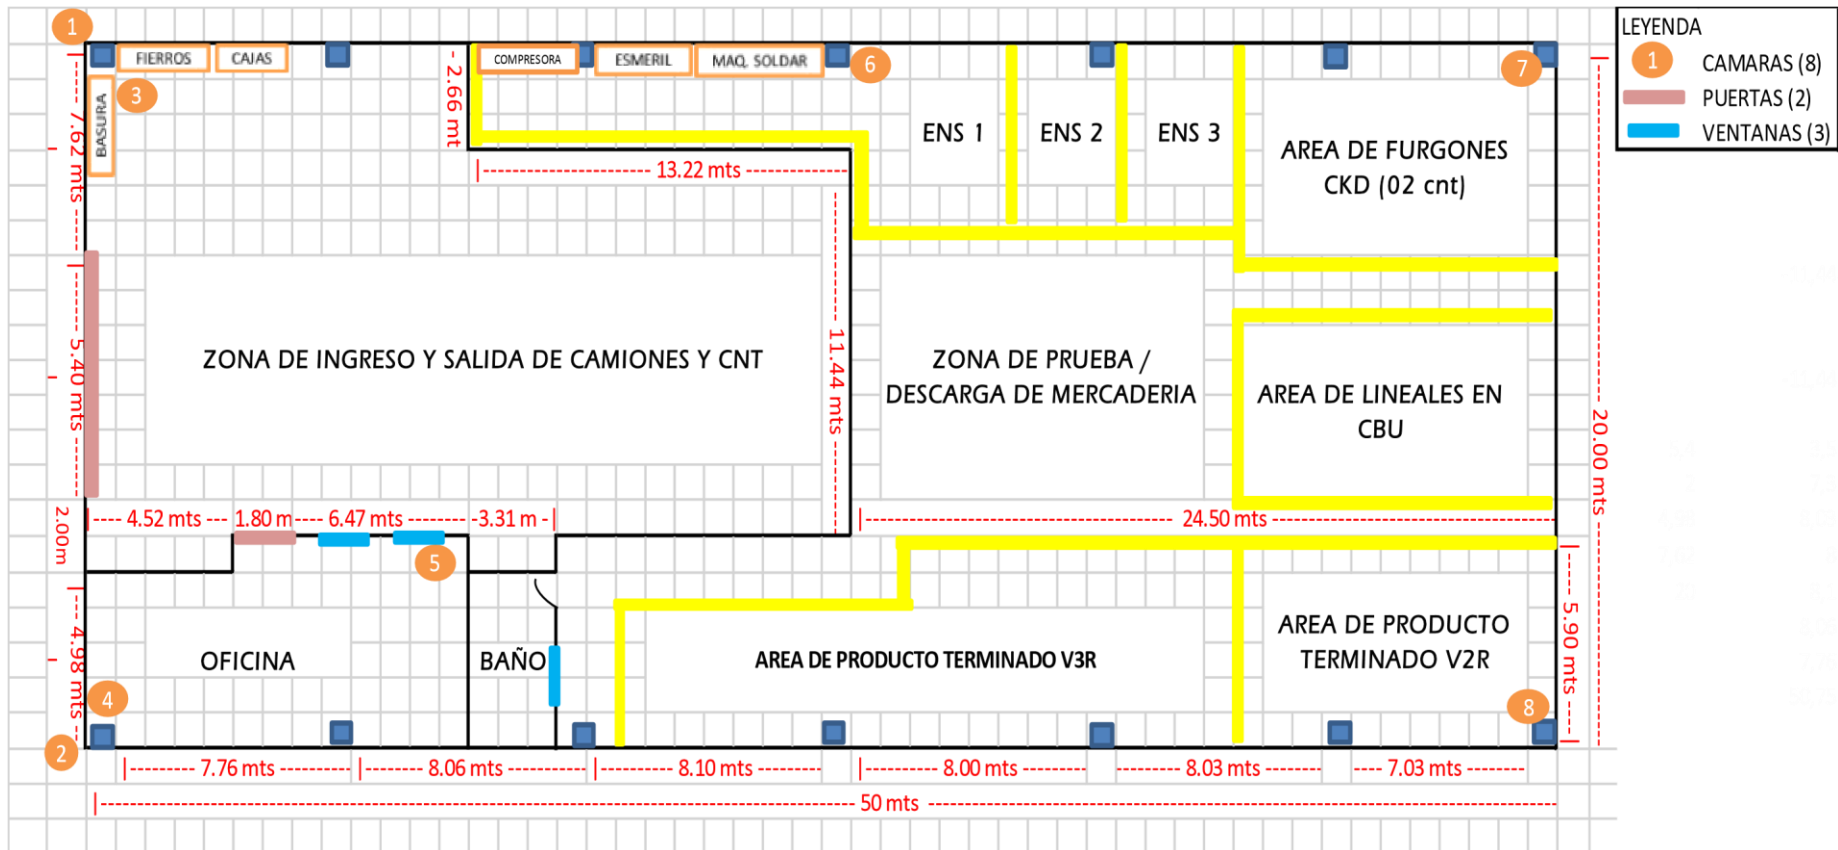 1
FIERROS
CAJAS
COMPRESORA
ESMERIL
MAQ. SOLDAR
6
7
LEYENDA
1 CAMARAS (8)
PUERTAS (2)
VENTANAS (3)
BASURA
3
7.62 mts
2.66 mt
13.22 mts
ENS 1
ENS 2
ENS 3
AREA DE FURGONES
CKD (02 cnt)
5.40 mts
ZONA DE INGRESO Y SALIDA DE CAMIONES Y CNT
11.44 mts
ZONA DE PRUEBA /
DESCARGA DE MERCADERIA
AREA DE LINEALES EN
CBU
20.00 mts
2.00m
4.52 mts
1.80 m
6.47 mts
3.31 m
24.50 mts
5
4.98 mts
OFICINA
BAÑO
AREA DE PRODUCTO TERMINADO V3R
AREA DE PRODUCTO
TERMINADO V2R
5.90 mts
4
8
2
7.76 mts
8.06 mts
8.10 mts
8.00 mts
8.03 mts
7.03 mts
50 mts